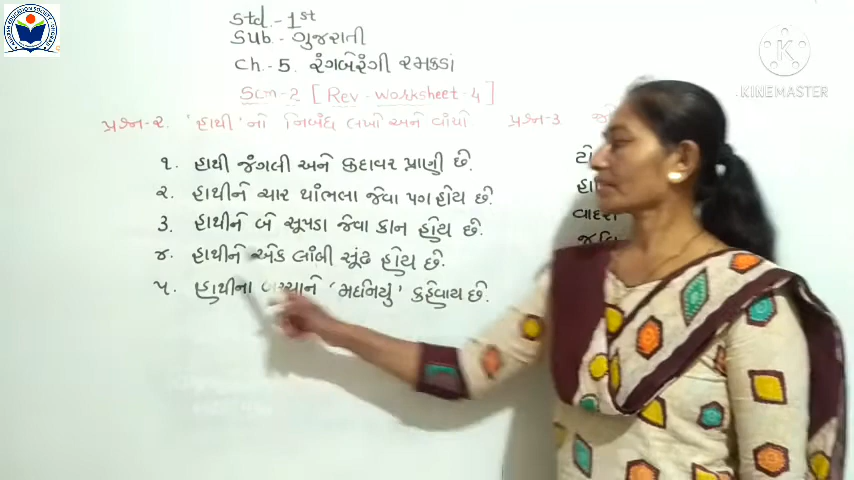 Std.-1st
Sub.- ગુજરાતી
Ch.-5. રંગબેરંગી રમકડાં
Sem-2 [Rev-worksheet-4]
પ્રશ્ન-૨. 'હાથી'નો નિબંધ લખો અને વાંચો
૧. હાથી જંગલી અને કદાવર પ્રાણી છે.
૨. હાથીને ચાર થાંભલા જેવા પગ હોય છે.
૩. હાથીને બે સૂપડા જેવા કાન હોય છે.
૪. હાથીને એક લાંબી સૂંઢ હોય છે.
૫. હાથીના બચ્ચાને 'મદનિયું' કહેવાય છે.
પ્રશ્ન-૩.
KINEMASTER